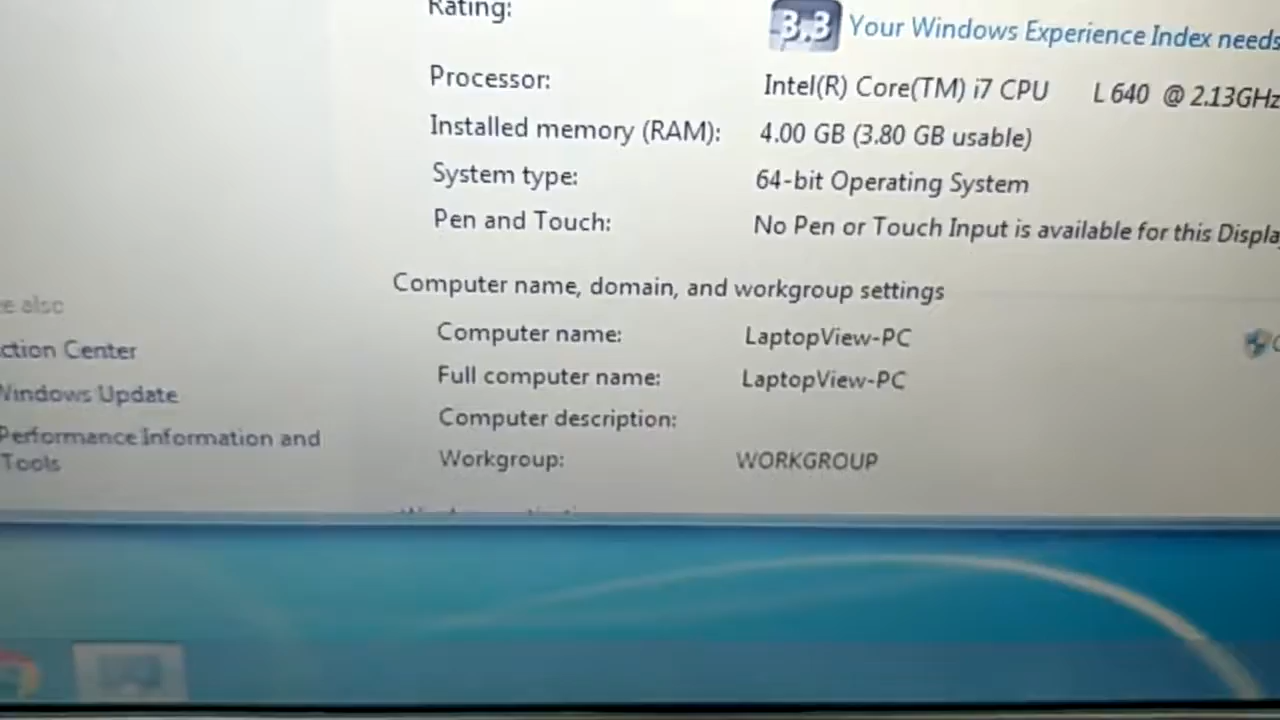 Rating: 3.3 Your Windows Experience Index needs
Processor: Intel(R) Core(TM) i7 CPU L 640 @ 2.13GHz
Installed memory (RAM): 4.00 GB (3.80 GB usable)
System type: 64-bit Operating System
Pen and Touch: No Pen or Touch Input is available for this Displa
Computer name, domain, and workgroup settings
Computer name: LaptopView-PC
Full computer name: LaptopView-PC
Computer description:
Workgroup: WORKGROUP
e also
ction Center
Windows Update
Performance Information and
Tools